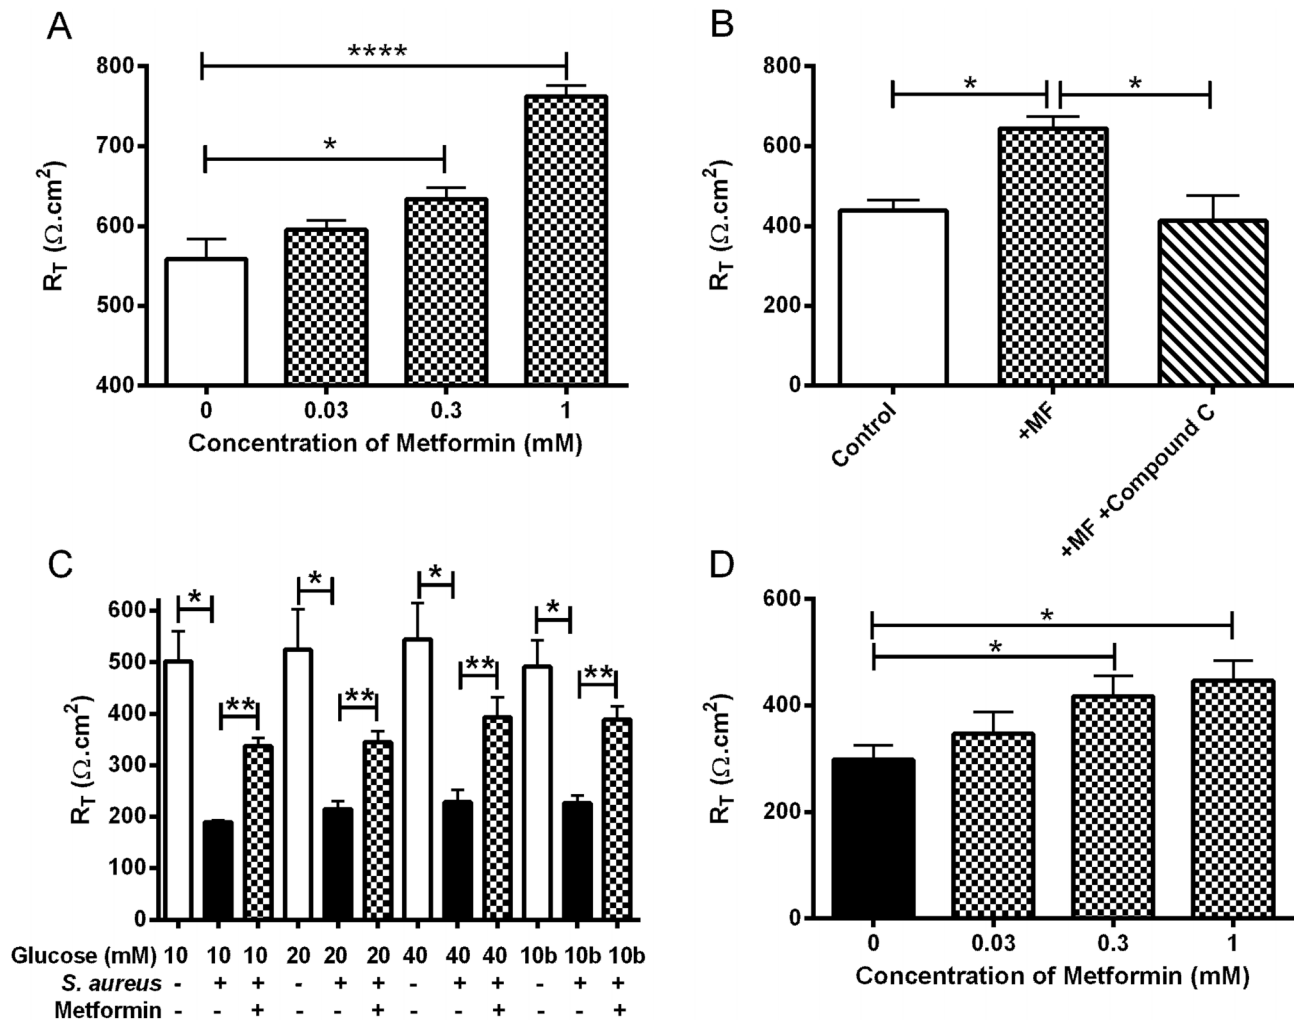 A
****
*
800
700
600
500
400
R_T (Ω.cm²)
0 0.03 0.3 1
Concentration of Metformin (mM)
B
* *
800
600
400
200
0
R_T (Ω.cm²)
Control +MF +MF +Compound C
C
* * * *
** ** ** **
600
500
400
300
200
100
0
R_T (Ω.cm²)
Glucose (mM) 10 10 10 20 20 20 40 40 40 10b 10b 10b
S. aureus - + + - + + - + + - + +
Metformin - - + - - + - - + - - +
D
*
*
600
400
200
0
R_T (Ω.cm²)
0 0.03 0.3 1
Concentration of Metformin (mM)